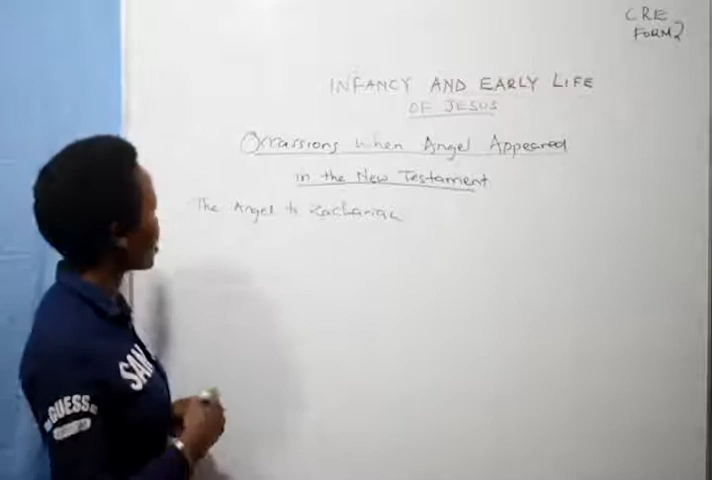 CRE
FORM 2
INFANCY AND EARLY LIFE
OF JESUS
Occassions when Angel Appeared
in the New Testament
The Angel to Zachariah
SAN
GUESS